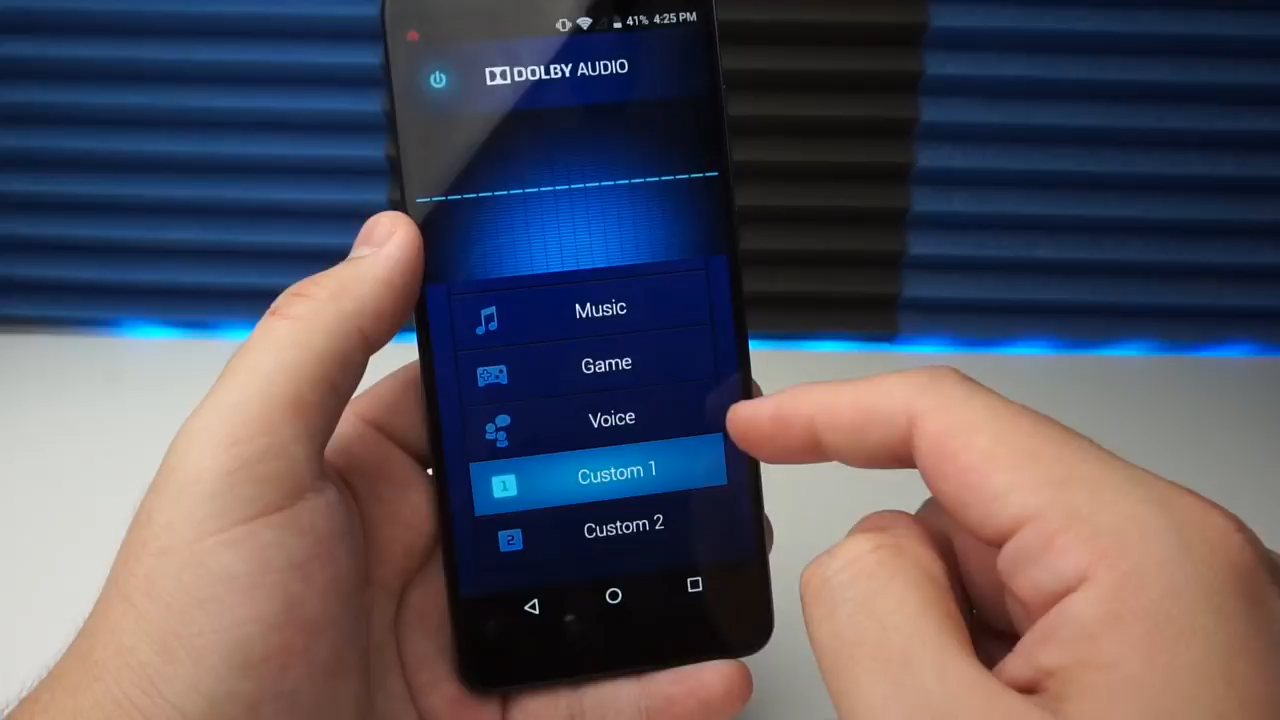 41% 4:25 PM
DOLBY AUDIO
Music
Game
Voice
1 Custom 1
2 Custom 2